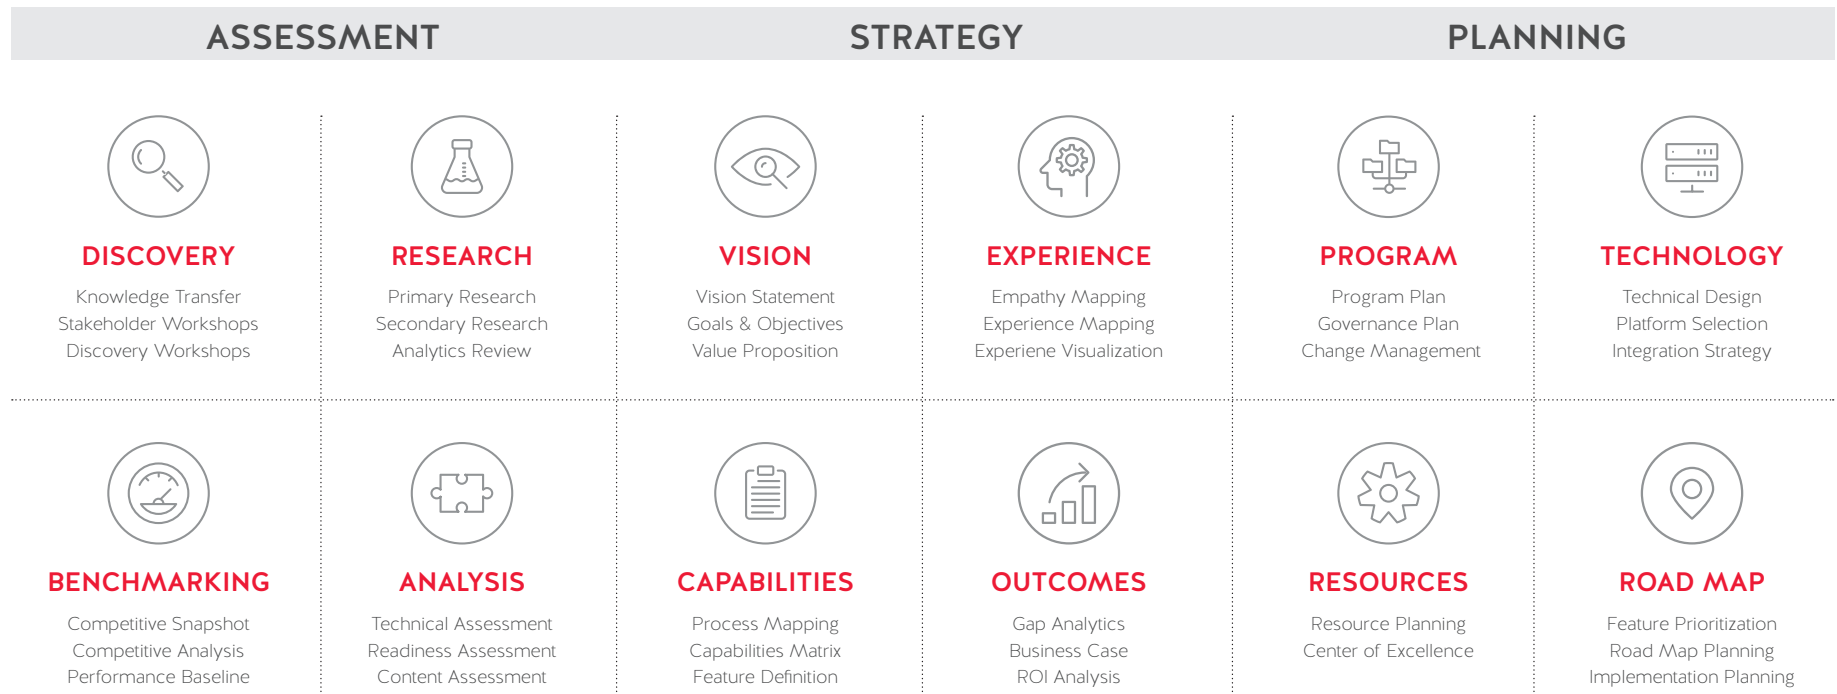 ASSESSMENT
STRATEGY
PLANNING
DISCOVERY
Knowledge Transfer
Stakeholder Workshops
Discovery Workshops
RESEARCH
Primary Research
Secondary Research
Analytics Review
VISION
Vision Statement
Goals & Objectives
Value Proposition
EXPERIENCE
Empathy Mapping
Experience Mapping
Experiene Visualization
PROGRAM
Program Plan
Governance Plan
Change Management
TECHNOLOGY
Technical Design
Platform Selection
Integration Strategy
BENCHMARKING
Competitive Snapshot
Competitive Analysis
Performance Baseline
ANALYSIS
Technical Assessment
Readiness Assessment
Content Assessment
CAPABILITIES
Process Mapping
Capabilities Matrix
Feature Definition
OUTCOMES
Gap Analytics
Business Case
ROI Analysis
RESOURCES
Resource Planning
Center of Excellence
ROAD MAP
Feature Prioritization
Road Map Planning
Implementation Planning